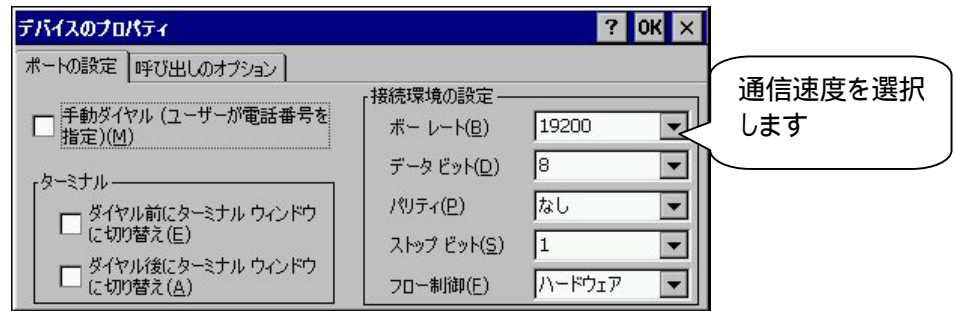 デバイスのプロパティ ? OK ×
ポートの設定 呼び出しのオプション
手動ダイヤル (ユーザーが電話番号を
指定)(M)
ターミナル
ダイヤル前にターミナル ウィンドウ
に切り替え(E)
ダイヤル後にターミナル ウィンドウ
に切り替え(A)
接続環境の設定
ボー レート(B) 19200
データ ビット(D) 8
パリティ(P) なし
ストップ ビット(S) 1
フロー制御(F) ハードウェア
通信速度を選択
します